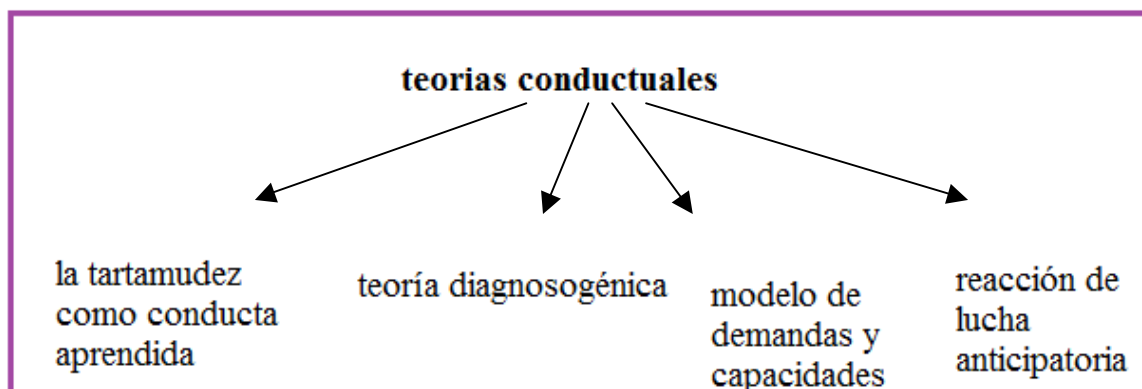 teorias conductuales
la tartamudez
como conducta
aprendida
teoría diagnosogénica
modelo de
demandas y
capacidades
reacción de
lucha
anticipatoria